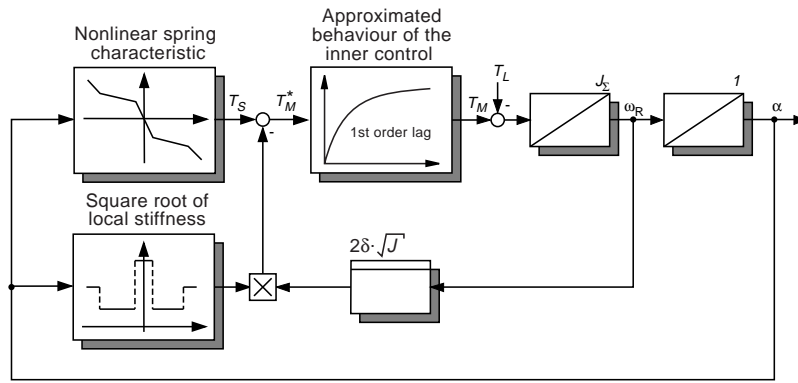 Approximated
behaviour of the
inner control
Nonlinear spring
characteristic
T_S
T_M^*
-
1st order lag
T_M
T_L
-
J_Σ
ω_R
1
α
Square root of
local stiffness
2δ·√J